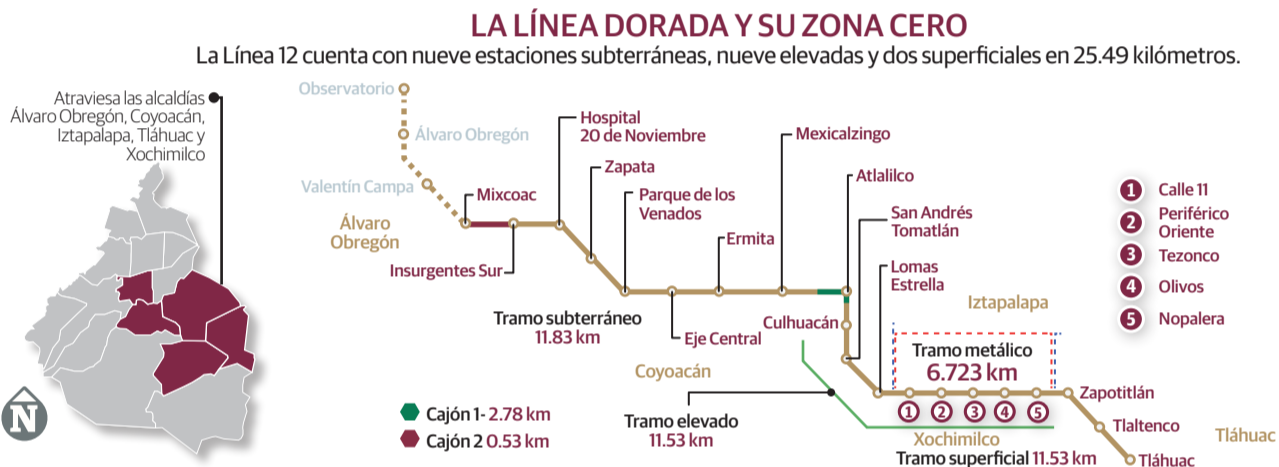 LA LÍNEA DORADA Y SU ZONA CERO
La Línea 12 cuenta con nueve estaciones subterráneas, nueve elevadas y dos superficiales en 25.49 kilómetros.
Atraviesa las alcaldías
Álvaro Obregón, Coyoacán,
Iztapalapa, Tláhuac y
Xochimilco
N
Observatorio
Álvaro Obregón
Valentín Campa
Álvaro
Obregón
Mixcoac
Insurgentes Sur
Hospital
20 de Noviembre
Zapata
Parque de los
Venados
Eje Central
Ermita
Mexicalzingo
Atlalilco
Culhuacán
San Andrés
Tomatlán
Lomas
Estrella
Iztapalapa
Tramo subterráneo
11.83 km
Coyoacán
Cajón 1- 2.78 km
Cajón 2 0.53 km
Tramo elevado
11.53 km
Tramo metálico
6.723 km
1
2
3
4
5
Xochimilco
Tramo superficial 11.53 km
Zapotitlán
Tlaltenco
Tláhuac
Tláhuac
1 Calle 11
2 Periférico
Oriente
3 Tezonco
4 Olivos
5 Nopalera